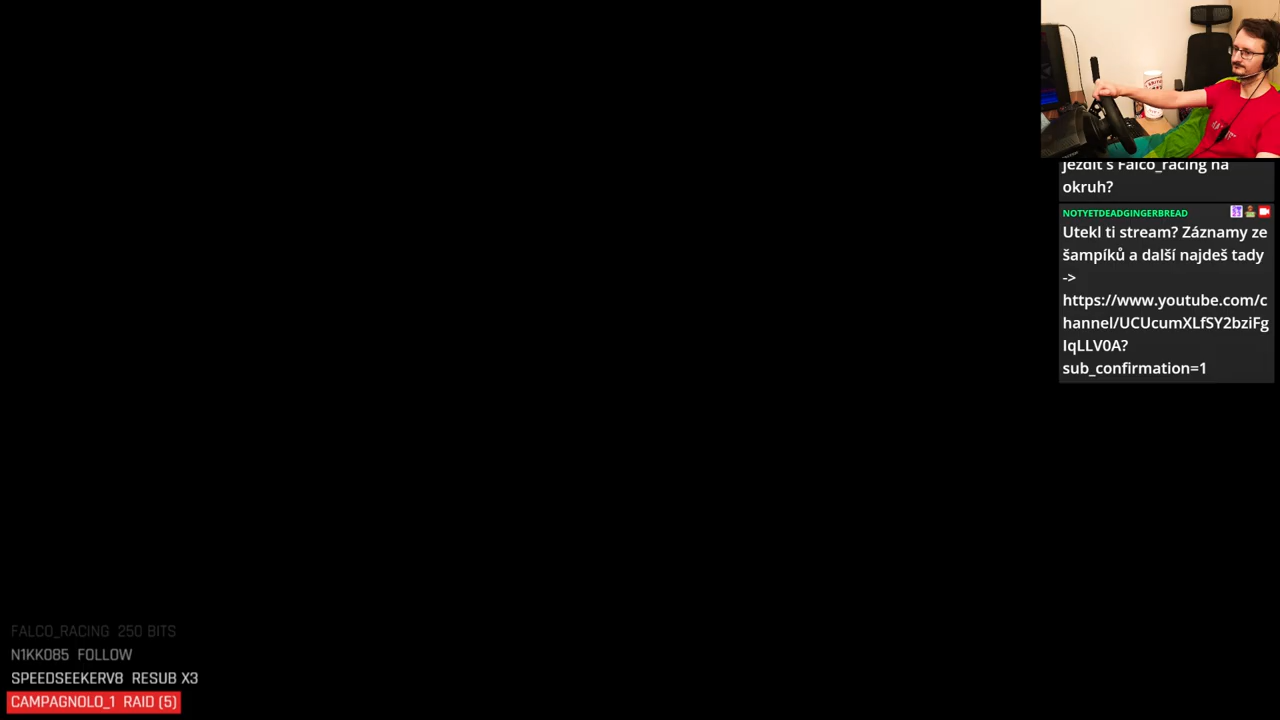 jezdit s Falco_racing na
okruh?
NOTYETDEADGINGERBREAD
Utekl ti stream? Záznamy ze
šampíků a další najdeš tady
->
https://www.youtube.com/c
hannel/UCUcumXLfSY2bziFg
IqLLV0A?
sub_confirmation=1
FALCO_RACING 250 BITS
N1KK085 FOLLOW
SPEEDSEEKERV8 RESUB X3
CAMPAGNOLO_1 RAID (5)